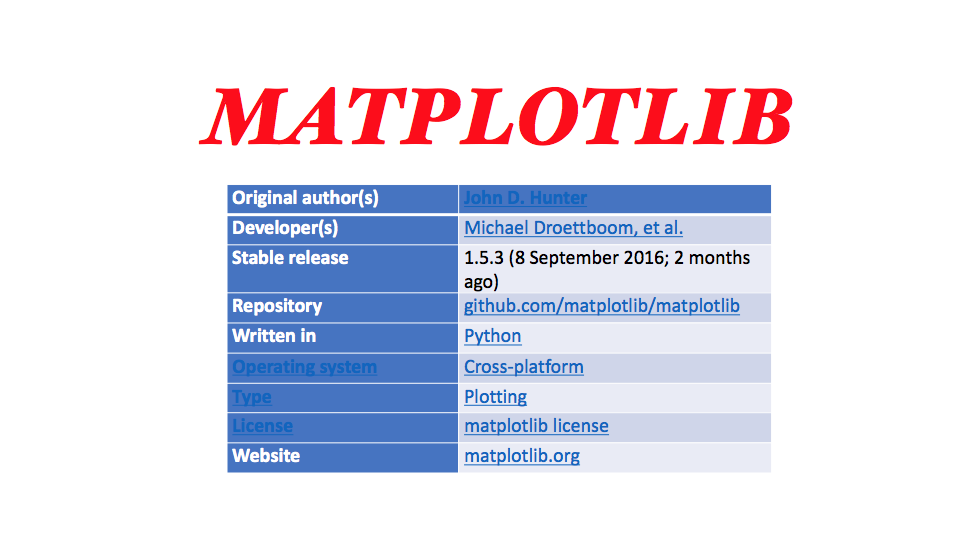 MATPLOTLIB
Original author(s) John D. Hunter
Developer(s) Michael Droettboom, et al.
Stable release 1.5.3 (8 September 2016; 2 months
ago)
Repository github.com/matplotlib/matplotlib
Written in Python
Operating system Cross-platform
Type Plotting
License matplotlib license
Website matplotlib.org